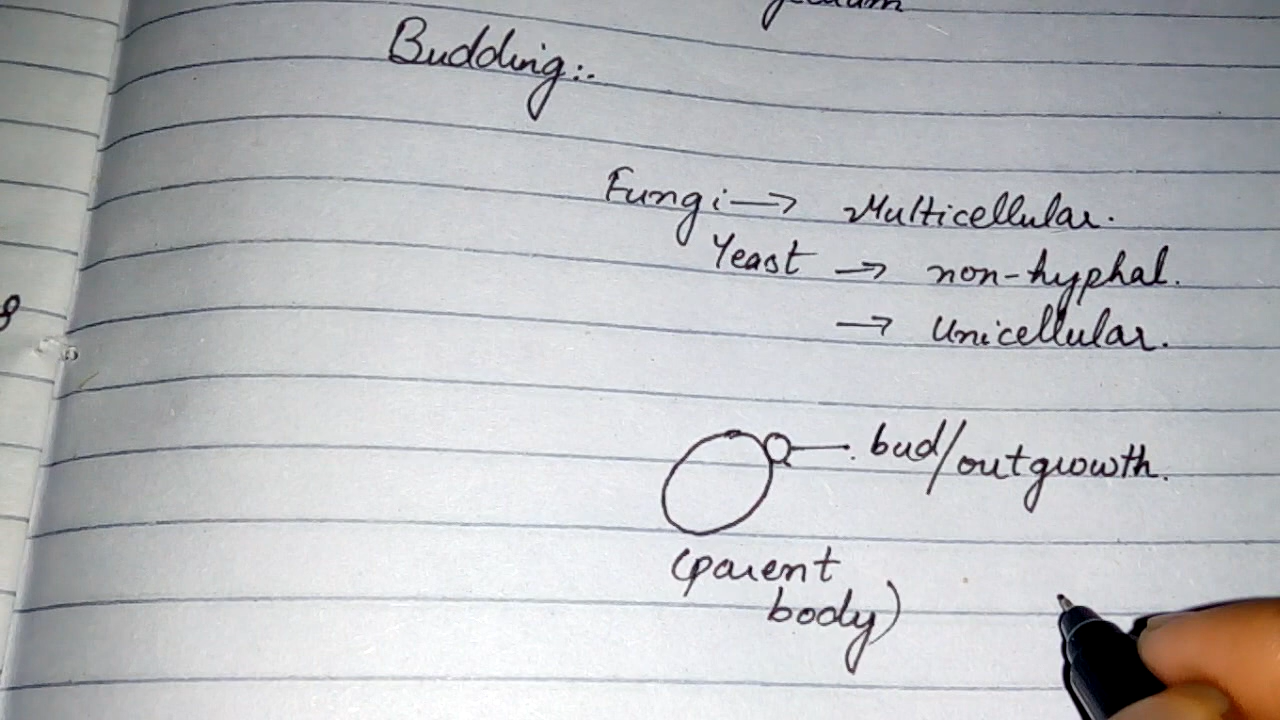 Budding:-
Fungi → Multicellular.
Yeast → non-hyphal.
→ Unicellular.
bud/outgrowth.
(parent
body)